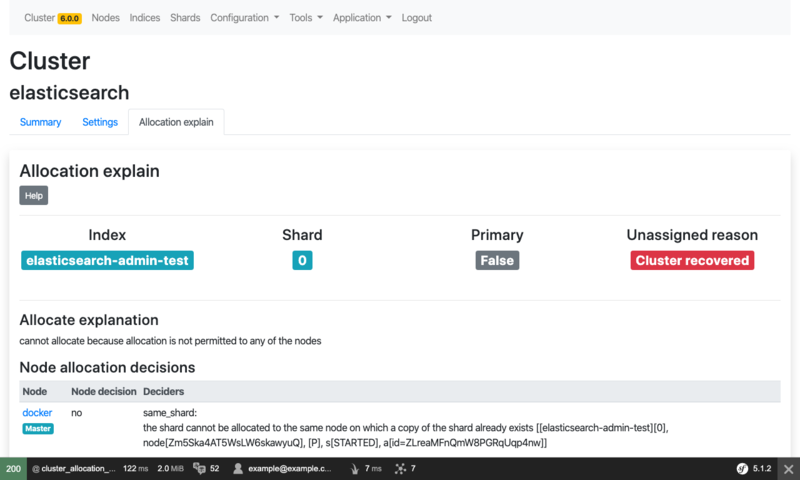 Cluster 6.0.0 Nodes Indices Shards Configuration Tools Application Logout
Cluster
elasticsearch
Summary Settings Allocation explain
Allocation explain
Help
Index Shard Primary Unassigned reason
elasticsearch-admin-test 0 False Cluster recovered
Allocate explanation
cannot allocate because allocation is not permitted to any of the nodes
Node allocation decisions
Node Node decision Deciders
docker no same_shard:
Master the shard cannot be allocated to the same node on which a copy of the shard already exists [[elasticsearch-admin-test][0],
node[Zm5Ska4AT5WsLW6skawyuQ], [P], s[STARTED], a[id=ZLreaMFnQmW8PGRqUqp4nw]]
200 @ cluster_allocation_... 122 ms 2.0 MiB 52 example@example.c... 7 ms 7 sf 5.1.2